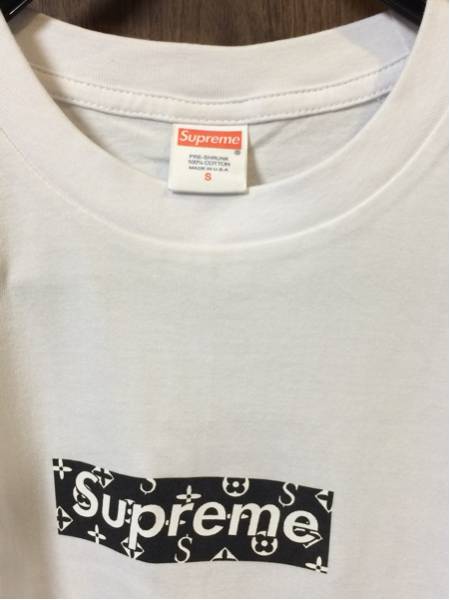 Supreme
®
PRE-SHRUNK
100% COTTON
MADE IN U.S.A
S
Supreme